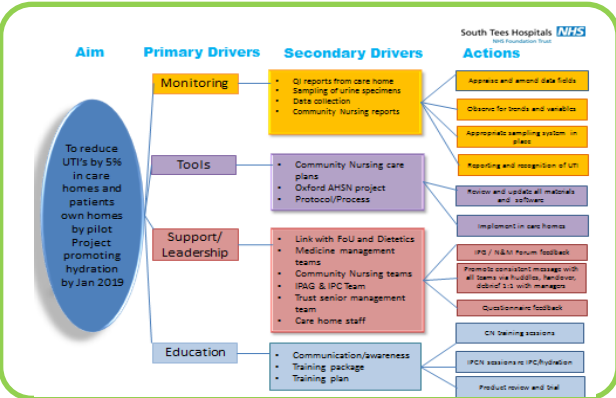 South Tees Hospitals NHS
NHS Foundation Trust
Aim
Primary Drivers
Secondary Drivers
Actions
To reduce
UTI's by 5%
in care
homes and
patients
own homes
by pilot
Project
promoting
hydration
by Jan 2019
Monitoring
• QI reports from care home
• Sampling of urine specimens
• Data collection
• Community Nursing reports
Appraise and amend data fields
Observe for trends and variables
Appropriate sampling system in
place
Reporting and recognition of UTI
Tools
• Community Nursing care
plans
• Oxford AHSN project
• Protocol/Process
Review and update all materials
and software
Implement in care homes
Support/
Leadership
• Link with FoU and Dietetics
• Medicine management
teams
• Community Nursing teams
• IPAG & IPC Team
• Trust senior management
team
• Care home staff
IPG / N&M Forum feedback
Promote consistent message with
all teams via huddles, handover,
debrief 1:1 with managers
Questionnaire feedback
Education
• Communication/awareness
• Training package
• Training plan
CN training sessions
IPCN sessions re IPC/hydration
Product review and trial